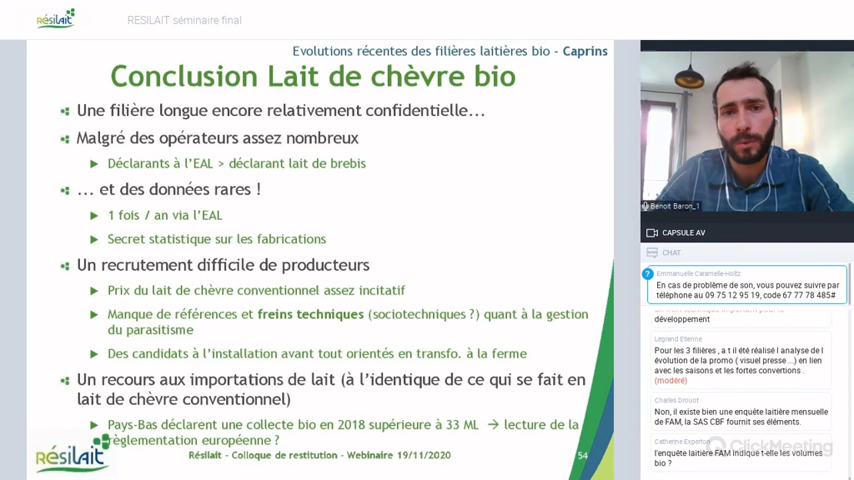 Résilait
RESILAIT séminaire final
Evolutions récentes des filières laitières bio - Caprins
Conclusion Lait de chèvre bio
Une filière longue encore relativement confidentielle…
Malgré des opérateurs assez nombreux
Déclarants à l'EAL > déclarant lait de brebis
… et des données rares !
1 fois / an via l'EAL
Secret statistique sur les fabrications
Un recrutement difficile de producteurs
Prix du lait de chèvre conventionnel assez incitatif
Manque de références et freins techniques (sociotechniques ?) quant à la gestion
du parasitisme
Des candidats à l'installation avant tout orientés en transfo. à la ferme
Un recours aux importations de lait (à l'identique de ce qui se fait en
lait de chèvre conventionnel)
Pays-Bas déclarent une collecte bio en 2018 supérieure à 33 ML → lecture de la
règlementation européenne ?
Résilait
Résilait - Colloque de restitution - Webinaire 19/11/2020
54
Benoit Baron_1
CAPSULE AV
CHAT
?
Emmanuelle Caramelle-Holtz
En cas de problème de son, vous pouvez suivre par
téléphone au 09 75 12 95 19, code 67 77 78 485#
développement
Legrand Etienne
Pour les 3 filières , a t il été réalisé l analyse de l
évolution de la promo ( visuel presse ...) en lien
avec les saisons et les fortes convertions .
(modéré)
Charles Drouot
Non, il existe bien une enquête laitière mensuelle
de FAM, la SAS CBF fournit ses éléments.
Catherine Experton
l'enquête laitière FAM indique t-elle les volumes
bio ?
ClickMeeting